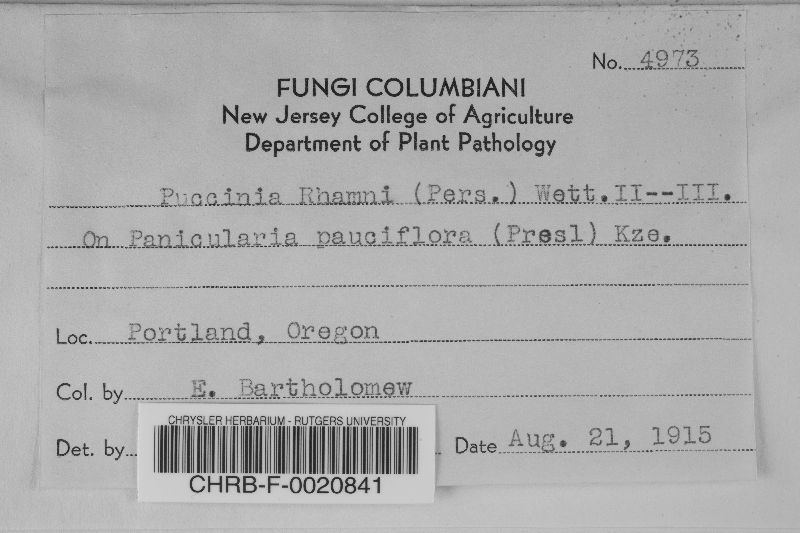 No. 4973
FUNGI COLUMBIANI
New Jersey College of Agriculture
Department of Plant Pathology
Puccinia Rhamni (Pers.) Wett.II--III.
On Panicularia pauciflora (Presl) Kze.
Loc. Portland, Oregon
Col. by E. Bartholomew
Det. by
Date Aug. 21, 1915
CHRYSLER HERBARIUM - RUTGERS UNIVERSITY
CHRB-F-0020841